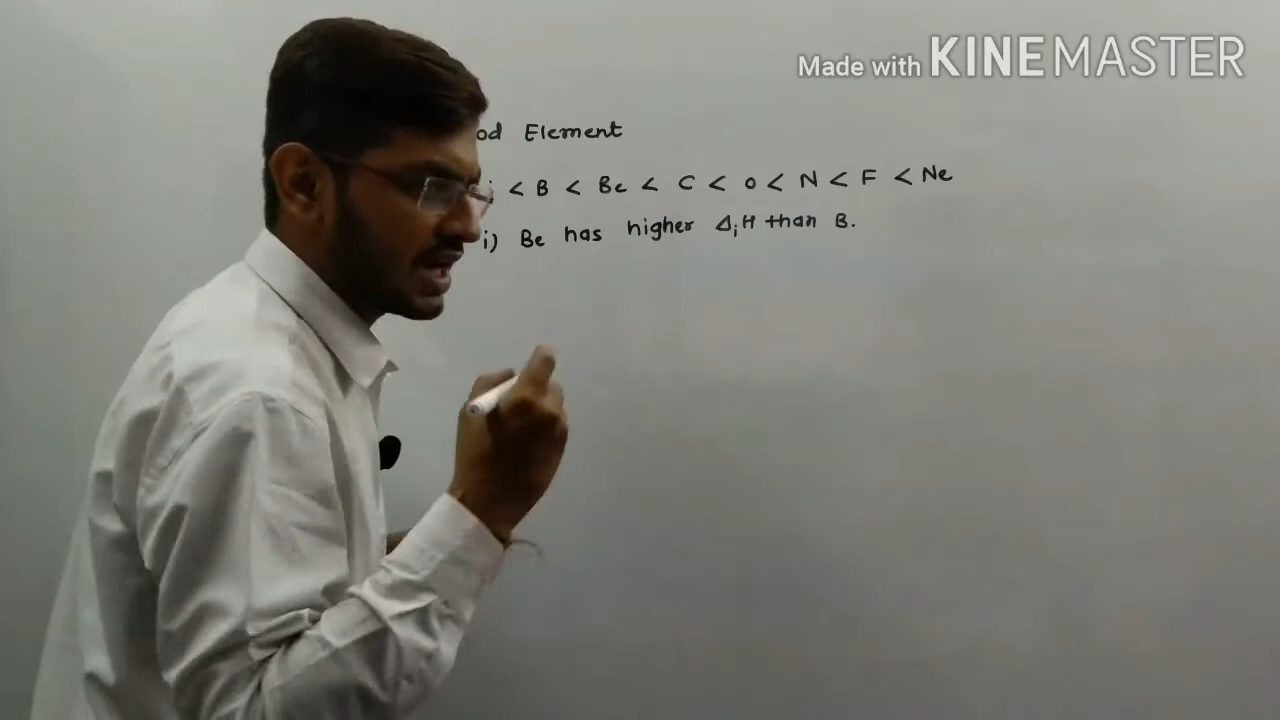 Made with KINEMASTER
od Element
< B < Be < C < O < N < F < Ne
i) Be has higher ΔiH than B.